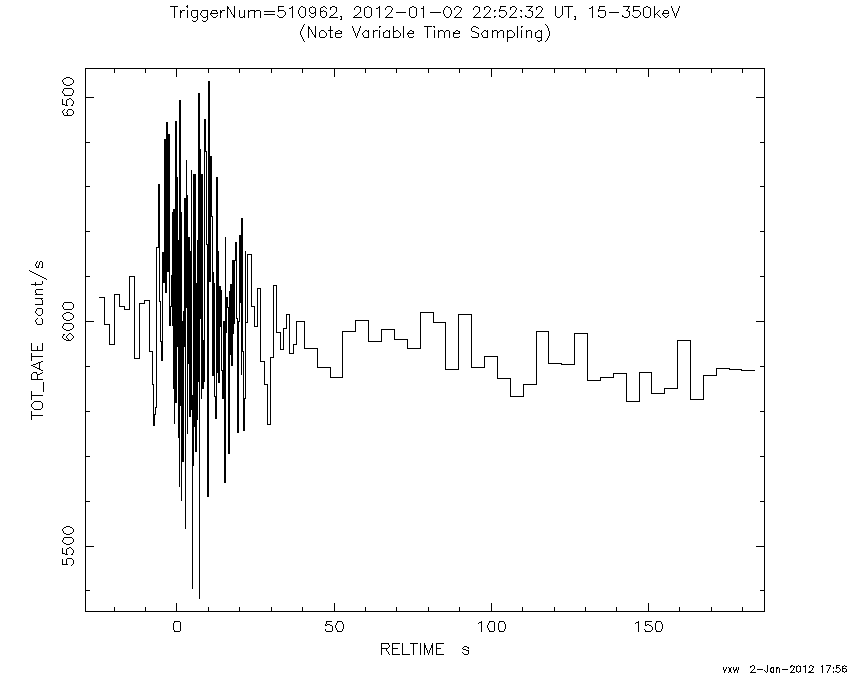 TriggerNum=510962, 2012-01-02 22:52:32 UT, 15-350keV
(Note Variable Time Sampling)
6500
6000
5500
TOT_RATE count/s
0 50 100 150
RELTIME s
vxw 2-Jan-2012 17:56